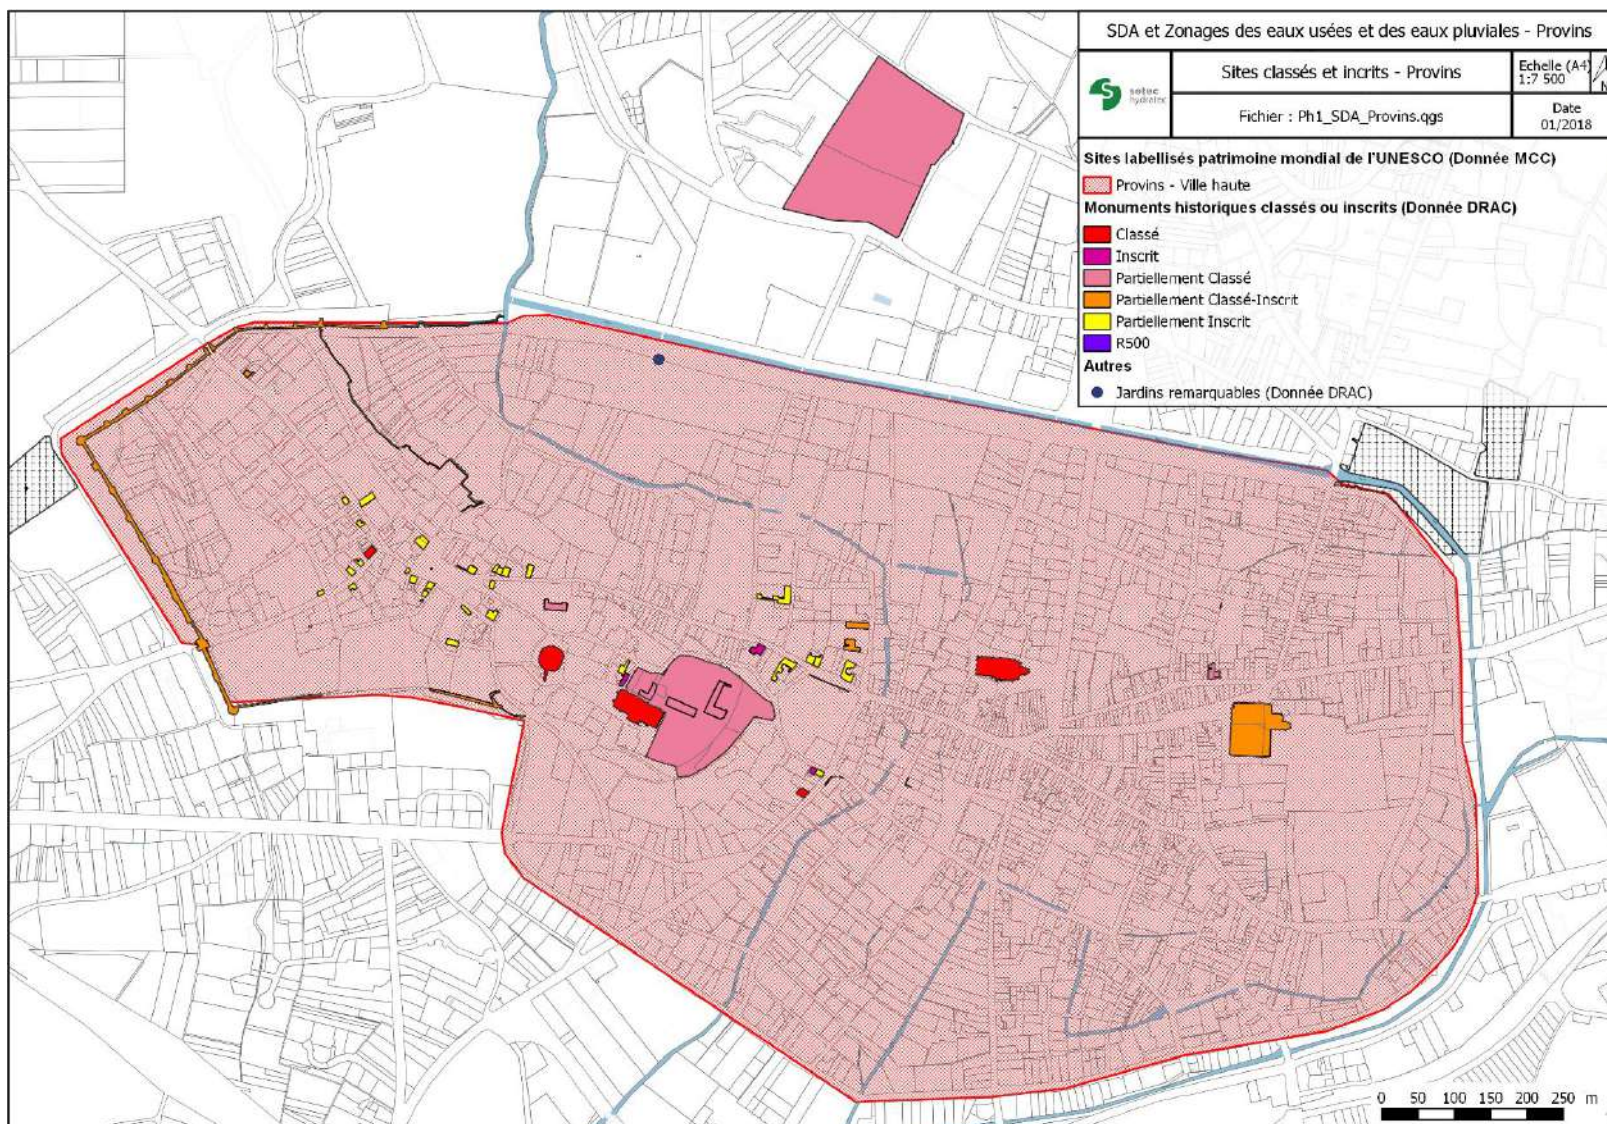 SDA et Zonages des eaux usées et des eaux pluviales - Provins
setec
hydratec
Sites classés et incrits - Provins
Echelle (A4)
1:7 500
N
Fichier : Ph1_SDA_Provins.qgs
Date
01/2018
Sites labellisés patrimoine mondial de l'UNESCO (Donnée MCC)
Provins - Ville haute
Monuments historiques classés ou inscrits (Donnée DRAC)
Classé
Inscrit
Partiellement Classé
Partiellement Classé-Inscrit
Partiellement Inscrit
R500
Autres
Jardins remarquables (Donnée DRAC)
0 50 100 150 200 250 m